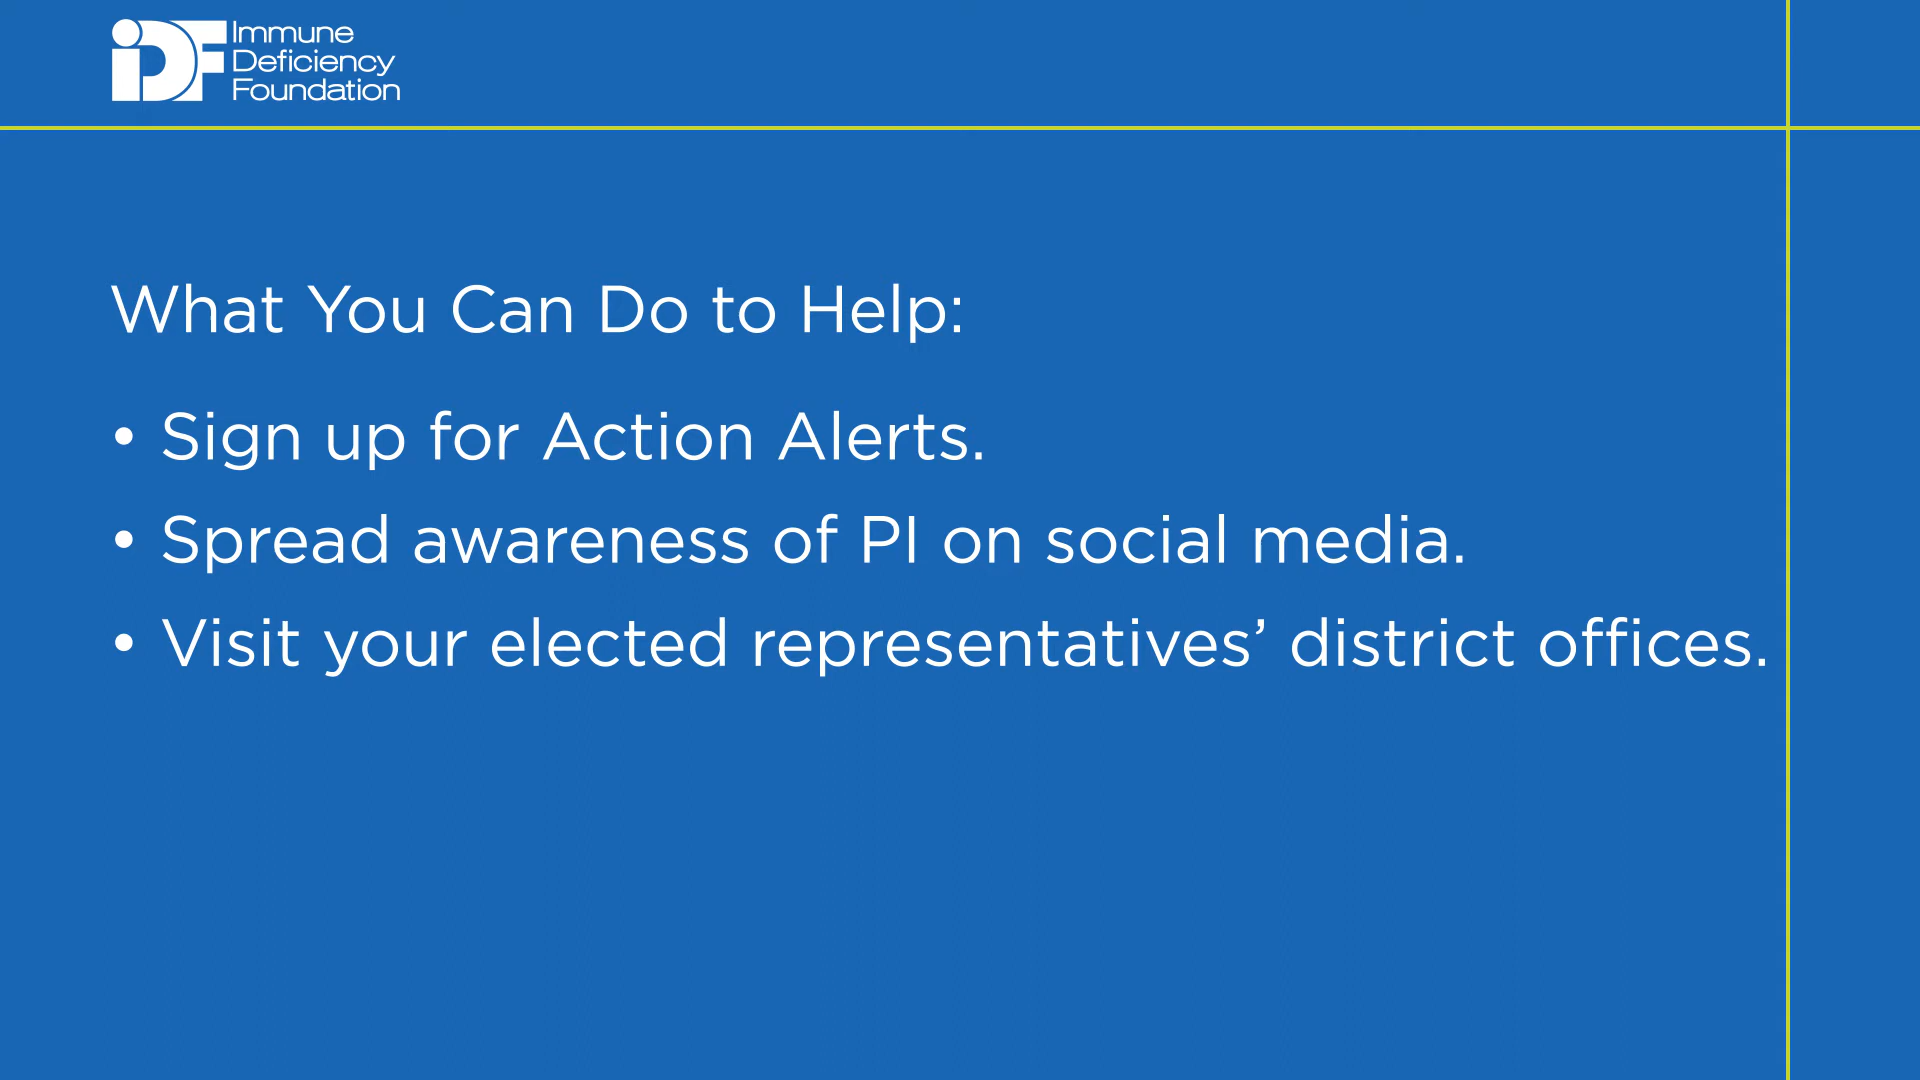 iDF
Immune
Deficiency
Foundation
What You Can Do to Help:
• Sign up for Action Alerts.
• Spread awareness of PI on social media.
• Visit your elected representatives’ district offices.